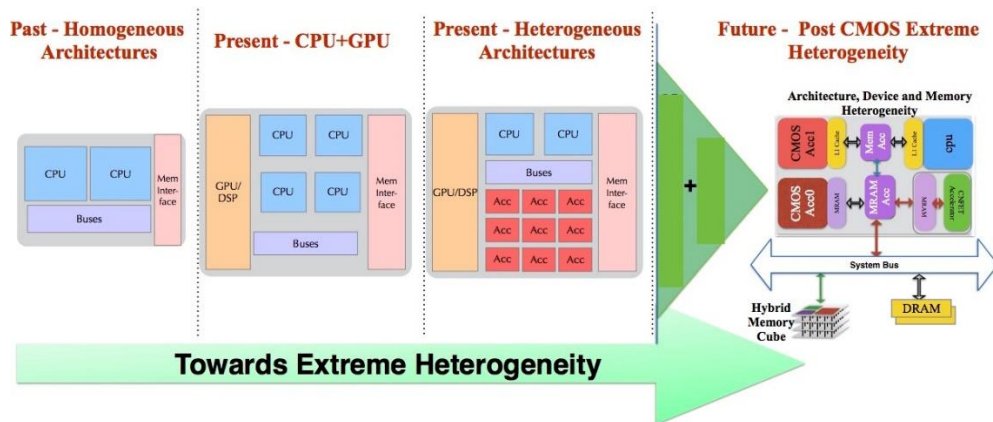 Past - Homogeneous
Architectures
CPU
CPU
Buses
Mem
Inter-
face
Present - CPU+GPU
GPU/
DSP
CPU
CPU
CPU
CPU
Buses
Mem
Inter-
face
Present - Heterogeneous
Architectures
GPU/DSP
CPU
CPU
Buses
Acc
Acc
Acc
Acc
Acc
Acc
Acc
Acc
Acc
Mem
Inter-
face
+
Future - Post CMOS Extreme
Heterogeneity
Architecture, Device and Memory
Heterogeneity
CMOS
Acc1
L1 Cache
Mem
Acc
L1 Cache
cpu
CMOS
Acc0
MRAM
MRAM
Acc
MRAM
CNFET
Accelerator
System Bus
Hybrid
Memory
Cube
DRAM
Towards Extreme Heterogeneity